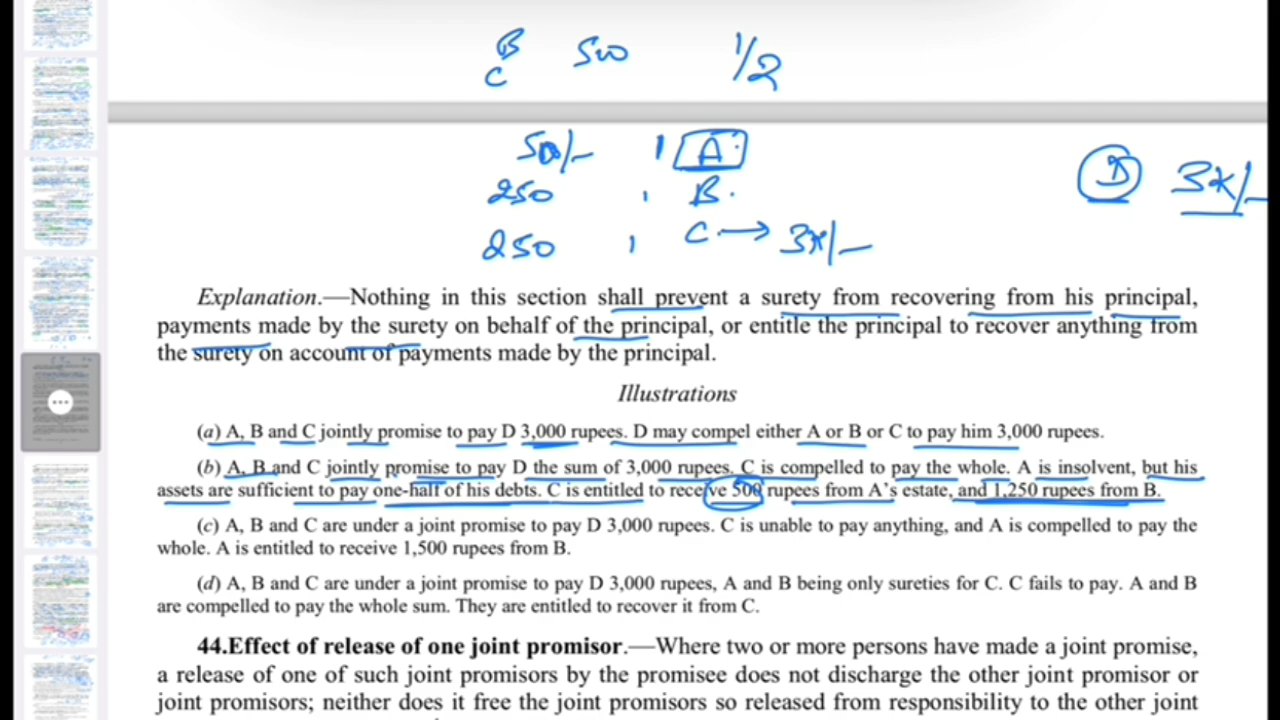 B 500 1/2
C
500/- 1 A
250 , B.
250 , C → 3x/-
D 3x/-
Explanation.—Nothing in this section shall prevent a surety from recovering from his principal,
payments made by the surety on behalf of the principal, or entitle the principal to recover anything from
the surety on account of payments made by the principal.
Illustrations
(a) A, B and C jointly promise to pay D 3,000 rupees. D may compel either A or B or C to pay him 3,000 rupees.
(b) A, B and C jointly promise to pay D the sum of 3,000 rupees. C is compelled to pay the whole. A is insolvent, but his
assets are sufficient to pay one-half of his debts. C is entitled to receive 500 rupees from A's estate, and 1,250 rupees from B.
(c) A, B and C are under a joint promise to pay D 3,000 rupees. C is unable to pay anything, and A is compelled to pay the
whole. A is entitled to receive 1,500 rupees from B.
(d) A, B and C are under a joint promise to pay D 3,000 rupees, A and B being only sureties for C. C fails to pay. A and B
are compelled to pay the whole sum. They are entitled to recover it from C.
44.Effect of release of one joint promisor.—Where two or more persons have made a joint promise,
a release of one of such joint promisors by the promisee does not discharge the other joint promisor or
joint promisors; neither does it free the joint promisors so released from responsibility to the other joint